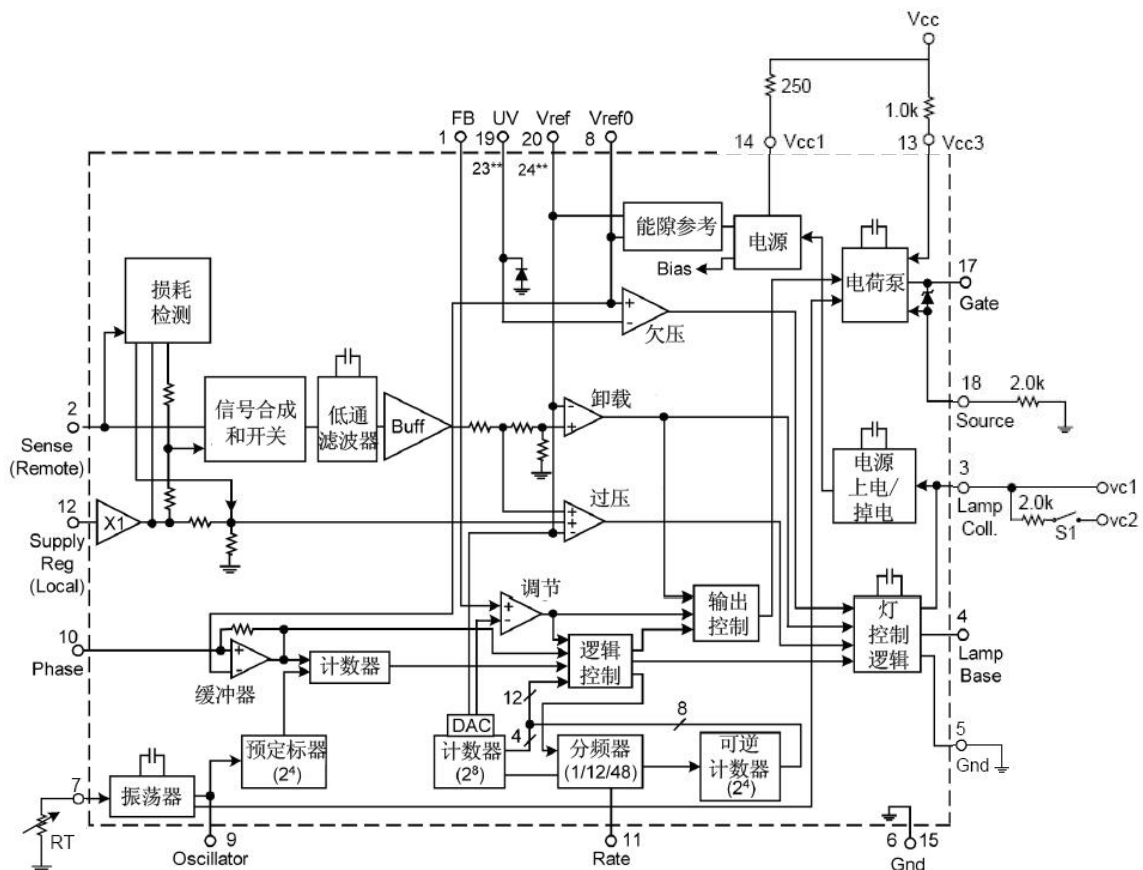 Vcc
250
1.0k
FB
UV
Vref
Vref0
1
19
20
8
14
Vcc1
13
Vcc3
23**
24**
能隙参考
电源
Bias
电荷泵
17
Gate
损耗
检测
欠压
18
2.0k
Source
2
Sense
(Remote)
信号合成
和开关
低通
滤波器
Buff
卸载
电源
上电/
掉电
3
Lamp
Coll.
vc1
2.0k
S1
vc2
12
Supply
Reg
(Local)
X1
过压
调节
输出
控制
灯
控制
逻辑
4
Lamp
Base
10
Phase
缓冲器
计数器
逻辑
控制
12
8
4
DAC
计数器
(2⁸)
预定标器
(2⁴)
分频器
(1/12/48)
可逆
计数器
(2⁴)
5
Gnd
7
振荡器
RT
9
Oscillator
11
Rate
6
15
Gnd